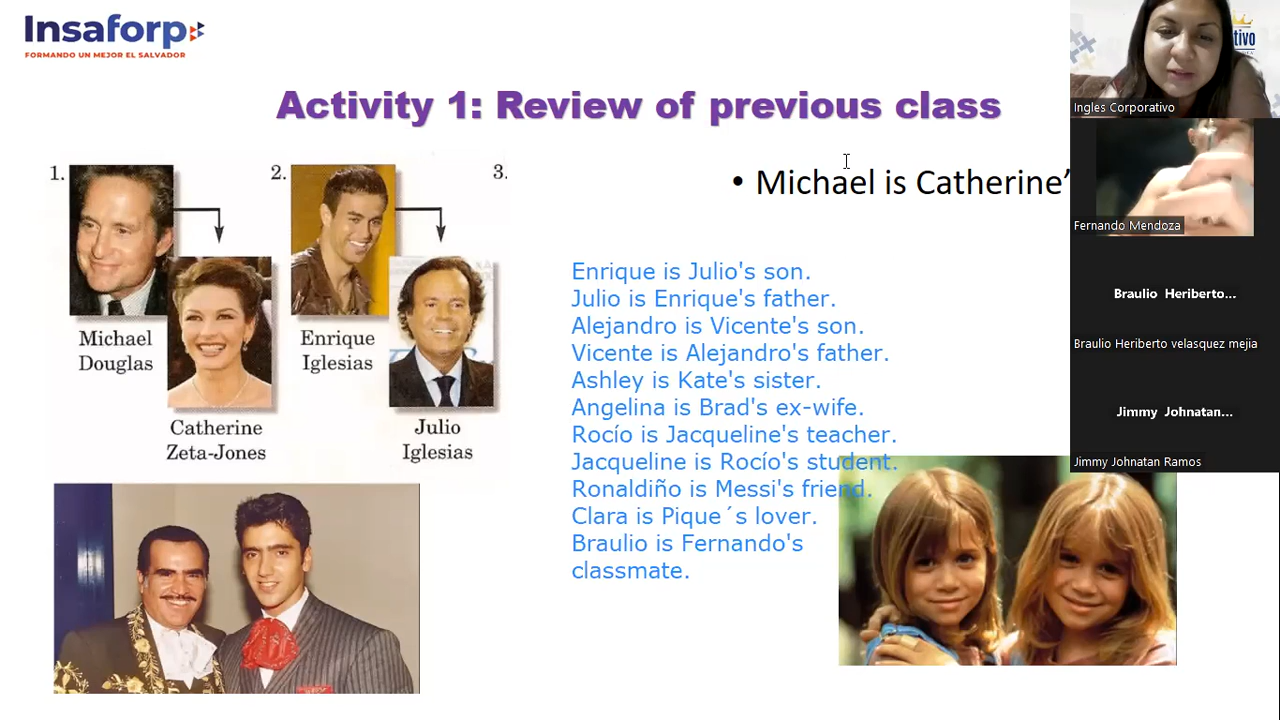 Insaforp
FORMANDO UN MEJOR EL SALVADOR
Activity 1: Review of previous class
1.
2.
3.
Michael
Douglas
Catherine
Zeta-Jones
Enrique
Iglesias
Julio
Iglesias
• Michael is Catherine'
Enrique is Julio's son.
Julio is Enrique's father.
Alejandro is Vicente's son.
Vicente is Alejandro's father.
Ashley is Kate's sister.
Angelina is Brad's ex-wife.
Rocío is Jacqueline's teacher.
Jacqueline is Rocío's student.
Ronaldiño is Messi's friend.
Clara is Pique´s lover.
Braulio is Fernando's
classmate.
tivo
Ingles Corporativo
Fernando Mendoza
Braulio Heriberto...
Braulio Heriberto velasquez mejia
Jimmy Johnatan...
Jimmy Johnatan Ramos